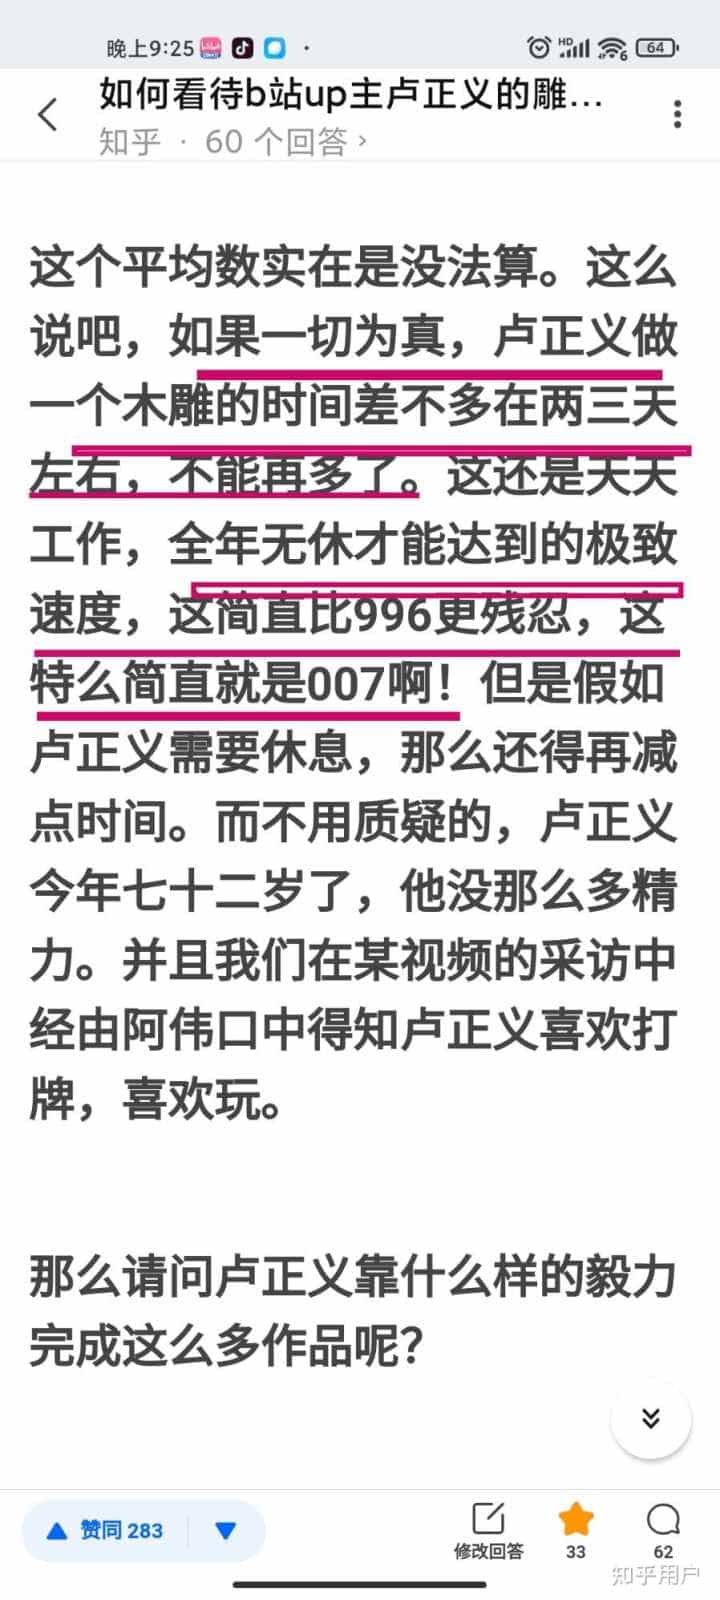 晚上9:25
HD
6
64
如何看待b站up主卢正义的雕...
知乎 · 60 个回答 >
这个平均数实在是没法算。这么
说吧，如果一切为真，卢正义做
一个木雕的时间差不多在两三天
左右，不能再多了。这还是天天
工作，全年无休才能达到的极致
速度，这简直比996更残忍，这
特么简直就是007啊！但是假如
卢正义需要休息，那么还得再减
点时间。而不用质疑的，卢正义
今年七十二岁了，他没那么多精
力。并且我们在某视频的采访中
经由阿伟口中得知卢正义喜欢打
牌，喜欢玩。
那么请问卢正义靠什么样的毅力
完成这么多作品呢？
赞同 283
修改回答
33
62
知乎用户